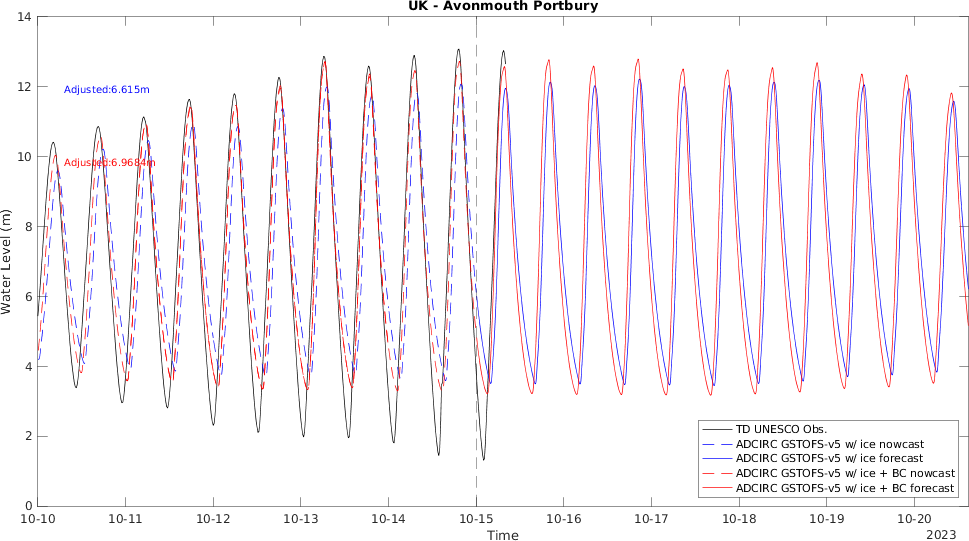 UK - Avonmouth Portbury
14
12
10
8
6
4
2
0
Water Level (m)
Adjusted:6.615m
Adjusted:6.9684m
TD UNESCO Obs.
ADCIRC GSTOFS-v5 w/ ice nowcast
ADCIRC GSTOFS-v5 w/ ice forecast
ADCIRC GSTOFS-v5 w/ ice + BC nowcast
ADCIRC GSTOFS-v5 w/ ice + BC forecast
10-10 10-11 10-12 10-13 10-14 10-15 10-16 10-17 10-18 10-19 10-20
Time
2023